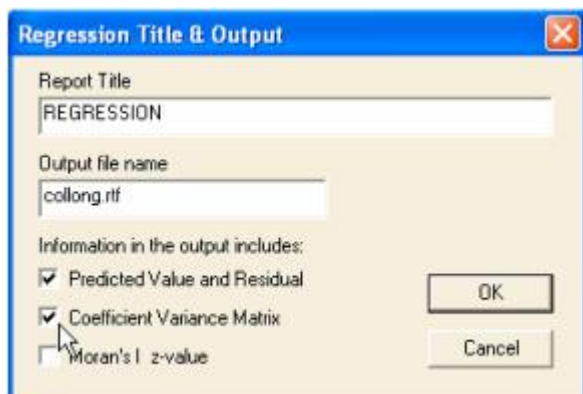 Regression Title & Output
Report Title
REGRESSION
Output file name
collong.rtf
Information in the output includes:
Predicted Value and Residual
OK
Coefficient Variance Matrix
Moran's I z-value
Cancel